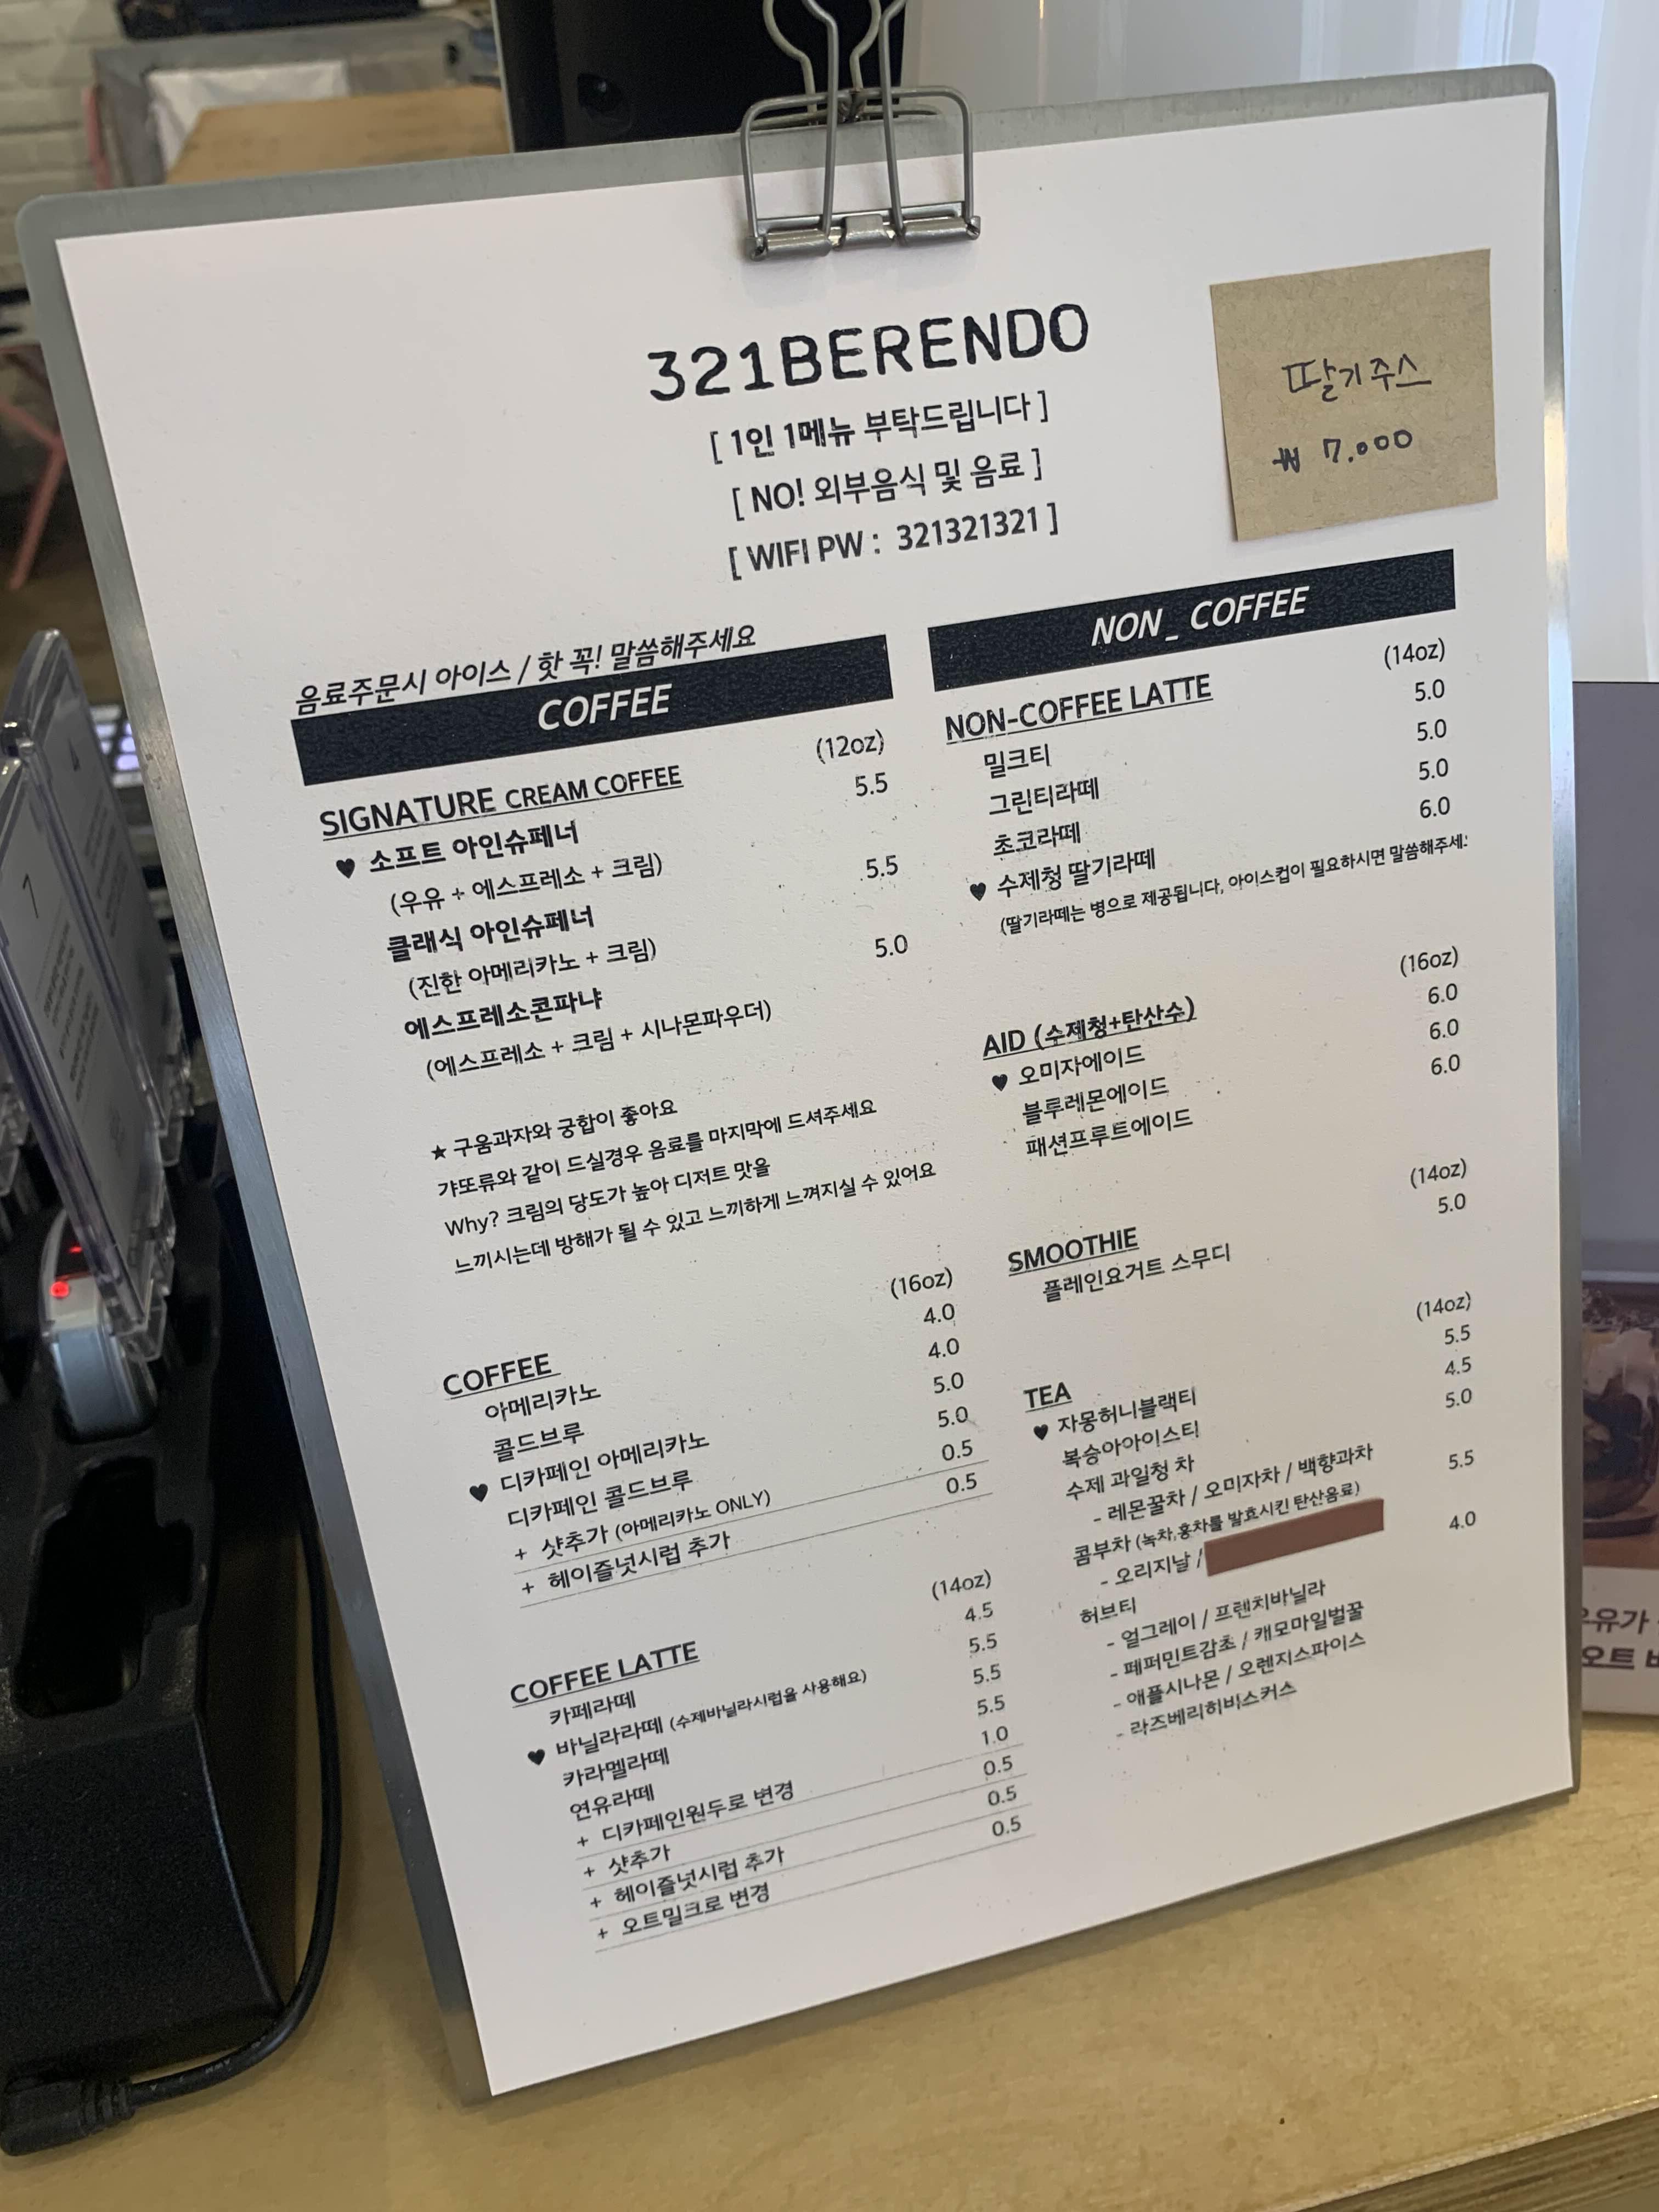 321BERENDO
[ 1인 1메뉴 부탁드립니다 ]
[ NO! 외부음식 및 음료 ]
[ WIFI PW : 321321321 ]
딸기주스
₩ 7.000
음료주문시 아이스 / 핫 꼭! 말씀해주세요
COFFEE
(12oz)
SIGNATURE CREAM COFFEE
♥ 소프트 아인슈페너 5.5
(우유 + 에스프레소 + 크림)
클래식 아인슈페너 5.5
(진한 아메리카노 + 크림)
에스프레소콘파냐 5.0
(에스프레소 + 크림 + 시나몬파우더)
★ 구움과자와 궁합이 좋아요
갸또류와 같이 드실경우 음료를 마지막에 드셔주세요
Why? 크림의 당도가 높아 디저트 맛을
느끼시는데 방해가 될 수 있고 느끼하게 느껴지실 수 있어요
COFFEE (16oz)
아메리카노 4.0
콜드브루 4.0
♥ 디카페인 아메리카노 5.0
디카페인 콜드브루 5.0
+ 샷추가 (아메리카노 ONLY) 0.5
+ 헤이즐넛시럽 추가 0.5
COFFEE LATTE (14oz)
카페라떼 4.5
♥ 바닐라라떼 (수제바닐라시럽을 사용해요) 5.5
카라멜라떼 5.5
연유라떼 5.5
+ 디카페인원두로 변경 1.0
+ 샷추가 0.5
+ 헤이즐넛시럽 추가 0.5
+ 오트밀크로 변경 0.5
NON_ COFFEE
NON-COFFEE LATTE (14oz)
밀크티 5.0
그린티라떼 5.0
초코라떼 5.0
♥ 수제청 딸기라떼 6.0
(딸기라떼는 병으로 제공됩니다, 아이스컵이 필요하시면 말씀해주세
AID (수제청+탄산수) (16oz)
♥ 오미자에이드 6.0
블루레몬에이드 6.0
패션프루트에이드 6.0
SMOOTHIE (14oz)
플레인요거트 스무디 5.0
TEA (14oz)
♥ 자몽허니블랙티 5.5
복숭아아이스티 4.5
수제 과일청 차 5.0
- 레몬꿀차 / 오미자차 / 백향과차
콤부차 (녹차,홍차를 발효시킨 탄산음료) 5.5
- 오리지날 /
허브티 4.0
- 얼그레이 / 프렌치바닐라
- 페퍼민트감초 / 캐모마일벌꿀
- 애플시나몬 / 오렌지스파이스
- 라즈베리히비스커스
7